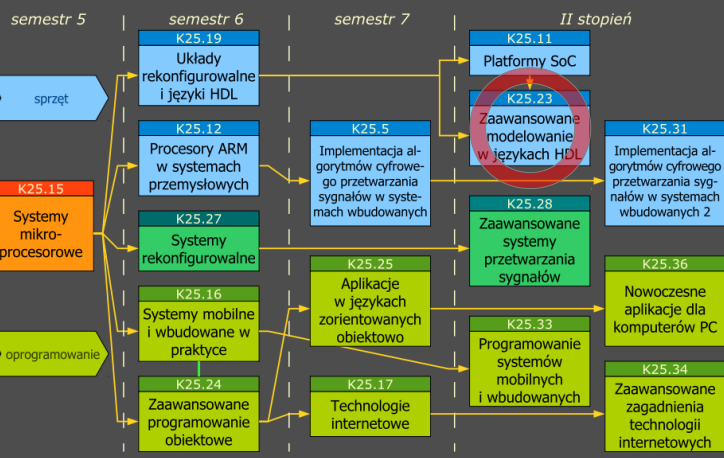 semestr 5
semestr 6
semestr 7
II stopień
sprzęt
K25.15
Systemy
mikro-
procesorowe
oprogramowanie
K25.19
Układy
rekonfigurowalne
i języki HDL
K25.12
Procesory ARM
w systemach
przemysłowych
K25.27
Systemy
rekonfigurowalne
K25.16
Systemy mobilne
i wbudowane w
praktyce
K25.24
Zaawansowane
programowanie
obiektowe
K25.5
Implementacja al-
gorytmów cyfrowe-
go przetwarzania
sygnałów w syste-
mach wbudowanych
K25.25
Aplikacje
w językach
zorientowanych
obiektowo
K25.17
Technologie
internetowe
K25.11
Platformy SoC
K25.23
Zaawansowane
modelowanie
w językach HDL
K25.28
Zaawansowane
systemy
przetwarzania
sygnałów
K25.33
Programowanie
systemów
mobilnych
i wbudowanych
K25.31
Implementacja al-
gorytmów cyfrowego
przetwarzania syg-
nałów w systemach
wbudowanych 2
K25.36
Nowoczesne
aplikacje dla
komputerów PC
K25.34
Zaawansowane
zagadnienia
technologii
internetowych